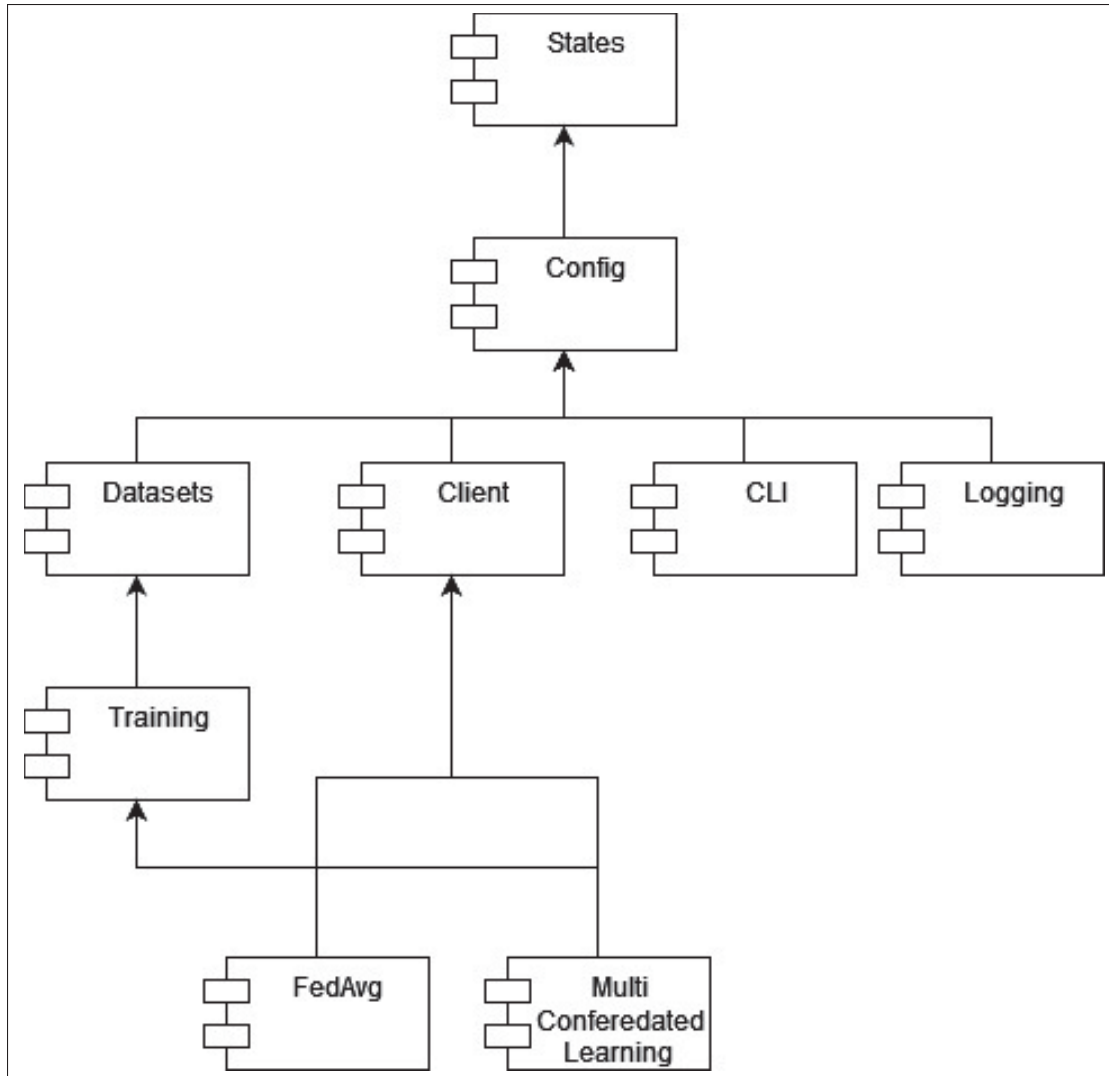 States
Config
Datasets
Client
CLI
Logging
Training
FedAvg
Multi
Conferedated
Learning